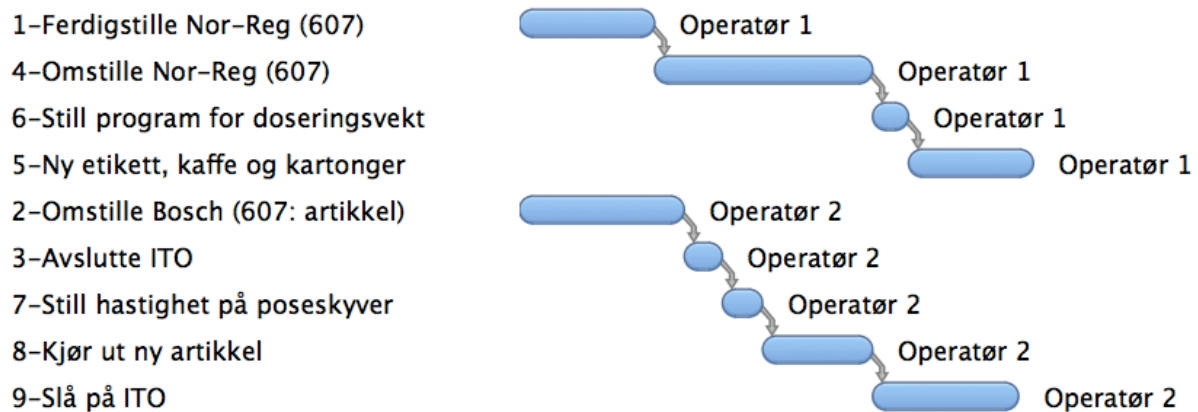 1–Ferdigstille Nor–Reg (607) Operatør 1
4–Omstille Nor–Reg (607) Operatør 1
6–Still program for doseringsvekt Operatør 1
5–Ny etikett, kaffe og kartonger Operatør 1
2–Omstille Bosch (607: artikkel) Operatør 2
3–Avslutte ITO Operatør 2
7–Still hastighet på poseskyver Operatør 2
8–Kjør ut ny artikkel Operatør 2
9–Slå på ITO Operatør 2